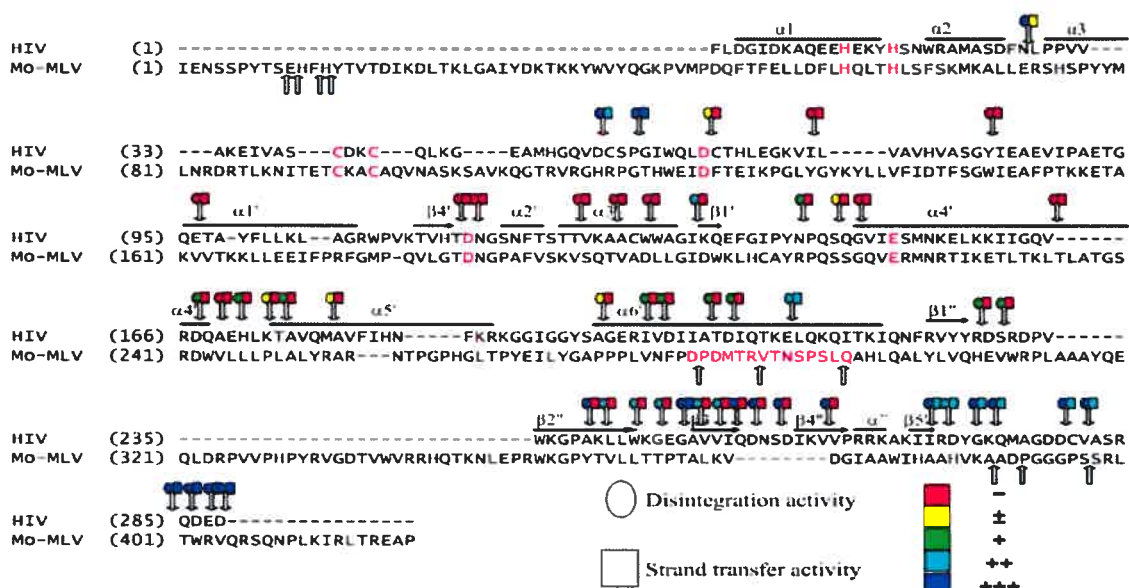 α1 α2 α3
HIV (1) -----------------------------------------------FLDGIDKAQEEHEKYHSNWRAMASDFNLPPVV----
Mo-MLV (1) IENSSPYTSEHFHYTVTDIKDLTKLGAIYDKTKKYWVYQGKPVMPDQFTFELLDFLHQLTHLSFSKMKALLERSHSPYYM
HIV (33) ---AKEIVAS---CDKC---QLKG----EAMHGQVDCSPGIWQLDCTHLEGKVIL-----VAVHVASGYIEAEVIPAETG
Mo-MLV (81) LNRDRTLKNITETCKACAQVNASKSAVKQGTRVRGHRPGTHWEIDFTEIKPGLYGYKYLLVFIDTFSGWIEAFPTKKETA
α1' β4' α2' α3' β1' α4'
HIV (95) QETA-YFLLKL--AGRWPVKTVHTDNGSNFTSTTVKAACWWAGIKQEFGIPYNPQSQGVIESMNKELKKIIGQV------
Mo-MLV (161) KVVTKKLLEEIFPRFGMP-QVLGTDNGPAFVSKVSQTVADLLGIDWKLHCAYRPQSSGQVERMNRTIKETLTKLTLATGS
α4' α5' α6' β1''
HIV (166) RDQAEHLKTAVQMAVFIHN-----FKRKGGIGGYSAGERIVDIIATDIQTKELQKQITKIQNFRVYYRDSRDPV------
Mo-MLV (241) RDWVLLLPLALYRAR---NTPGPHGLTPYEILYGAPPPLVNFPDPDMTRVTNSPSLQAHLQALYLVQHEVWRPLAAAYQE
β2'' β3 β4'' α'' β5'
HIV (235) ------------------------------WKGPAKLLWKGEGAVVIQDNSDIKVVPRRKAKIIRDYGKQMAGDDCVASR
Mo-MLV (321) QLDRPVVPHPYRVGDTVWVRRHQTKNLEPRWKGPYTVLLTTPTALKV--------DGIAAWIHAAHVKAADPGGGPSSRL
HIV (285) QDED----------------
Mo-MLV (401) TWRVQRSQNPLKIRLTREAP
Disintegration activity
Strand transfer activity
−
±
+
++
+++